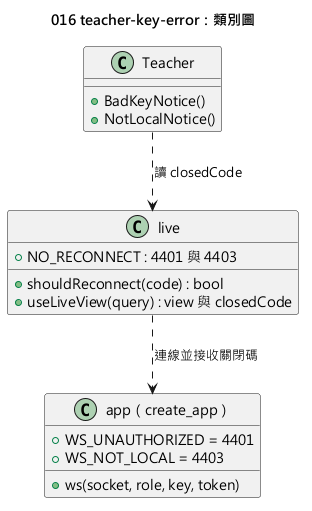 016 teacher-key-error：類別圖
C Teacher
BadKeyNotice()
NotLocalNotice()
讀 closedCode
C live
NO_RECONNECT : 4401 與 4403
shouldReconnect(code) : bool
useLiveView(query) : view 與 closedCode
連線並接收關閉碼
C app ( create_app )
WS_UNAUTHORIZED = 4401
WS_NOT_LOCAL = 4403
ws(socket, role, key, token)